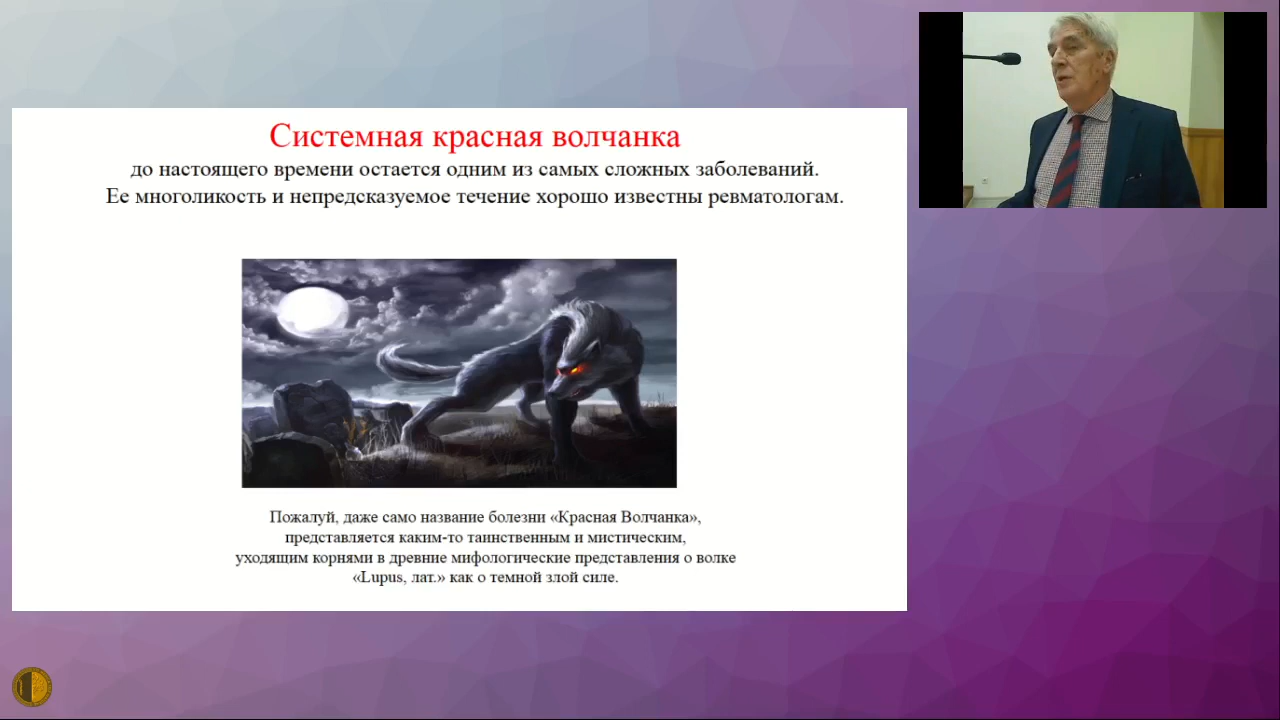 Системная красная волчанка
до настоящего времени остается одним из самых сложных заболеваний.
Ее многоликость и непредсказуемое течение хорошо известны ревматологам.
Пожалуй, даже само название болезни «Красная Волчанка»,
представляется каким-то таинственным и мистическим,
уходящим корнями в древние мифологические представления о волке
«Lupus, лат.» как о темной злой силе.